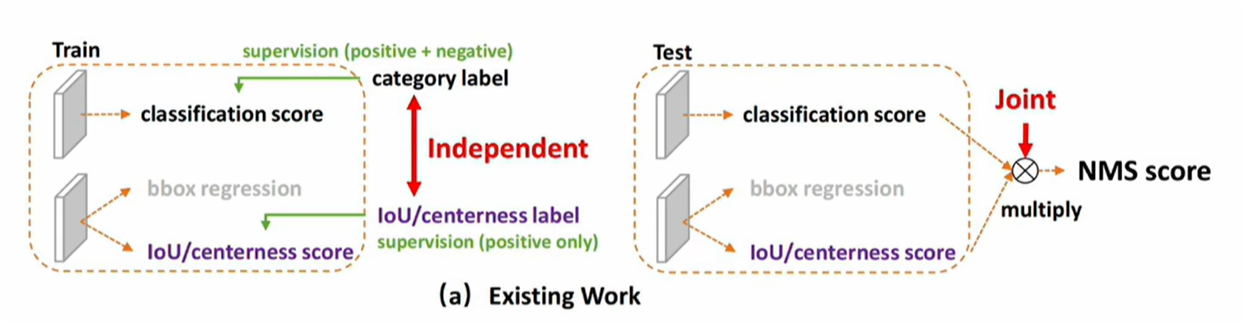 Train
supervision (positive + negative)
category label
classification score
Independent
bbox regression
IoU/centerness label
supervision (positive only)
IoU/centerness score
Test
classification score
Joint
bbox regression
NMS score
multiply
IoU/centerness score
(a) Existing Work